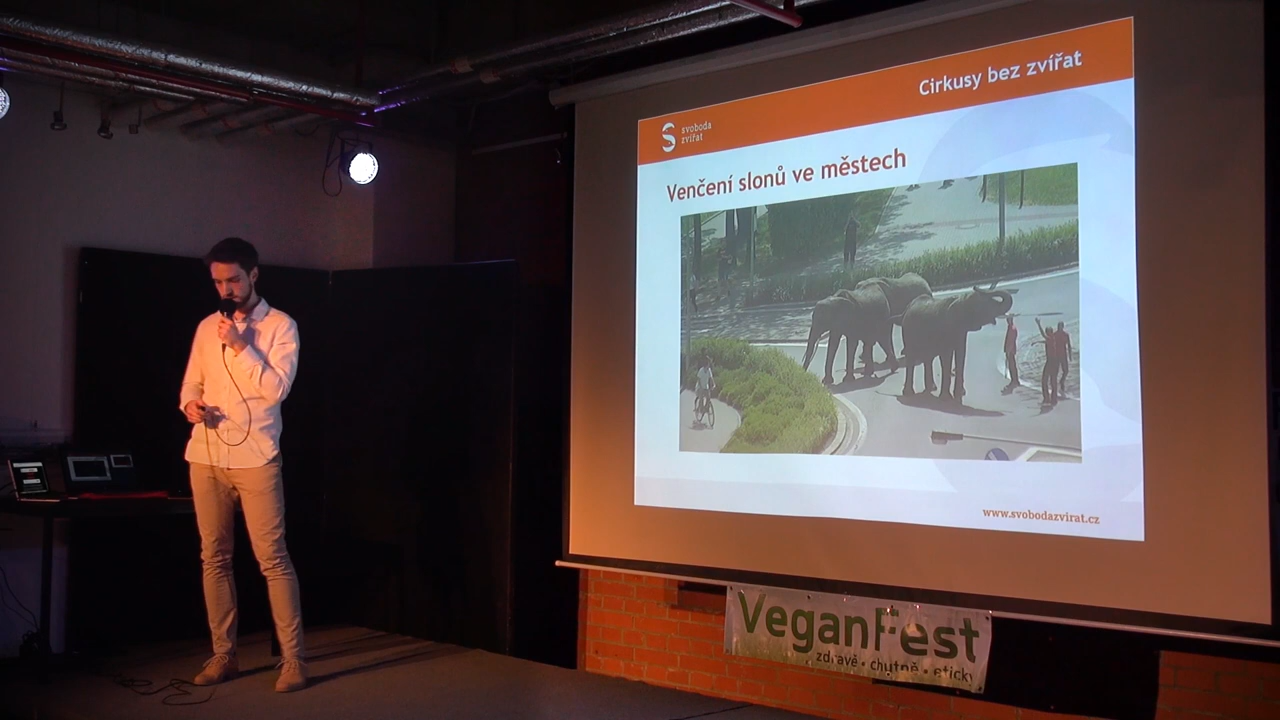 Cirkusy bez zvířat
svoboda
zvířat
Venčení slonů ve městech
www.svobodazvirat.cz
VeganFest
zdravě • chutně • eticky